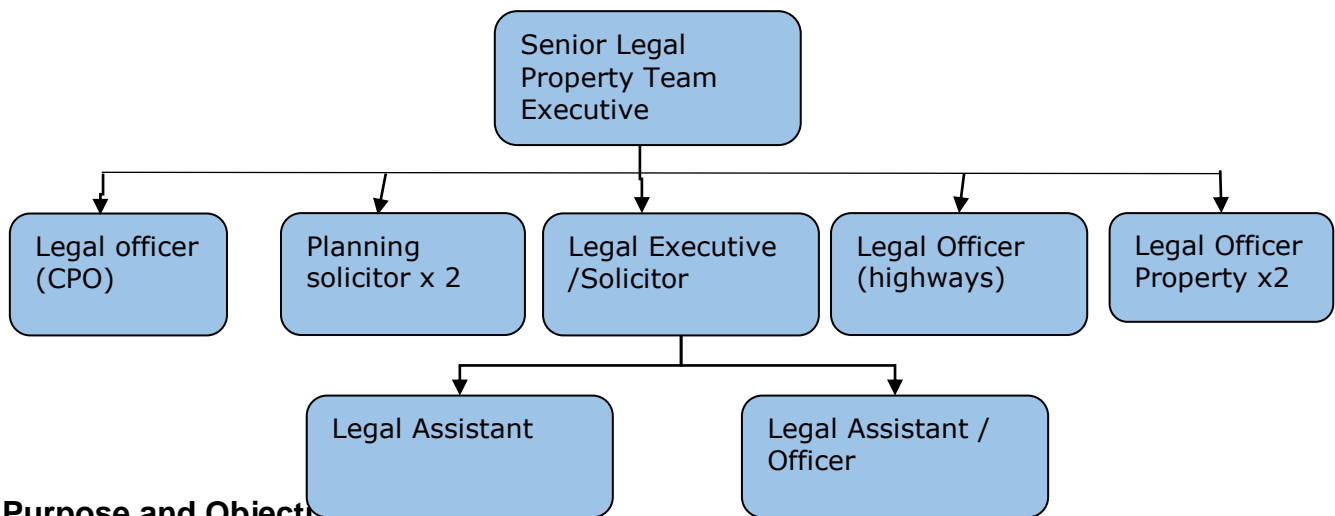 Senior Legal
Property Team
Executive
Legal officer
(CPO)
Planning
solicitor x 2
Legal Executive
/Solicitor
Legal Officer
(highways)
Legal Officer
Property x2
Legal Assistant
Legal Assistant /
Officer
Purpose and